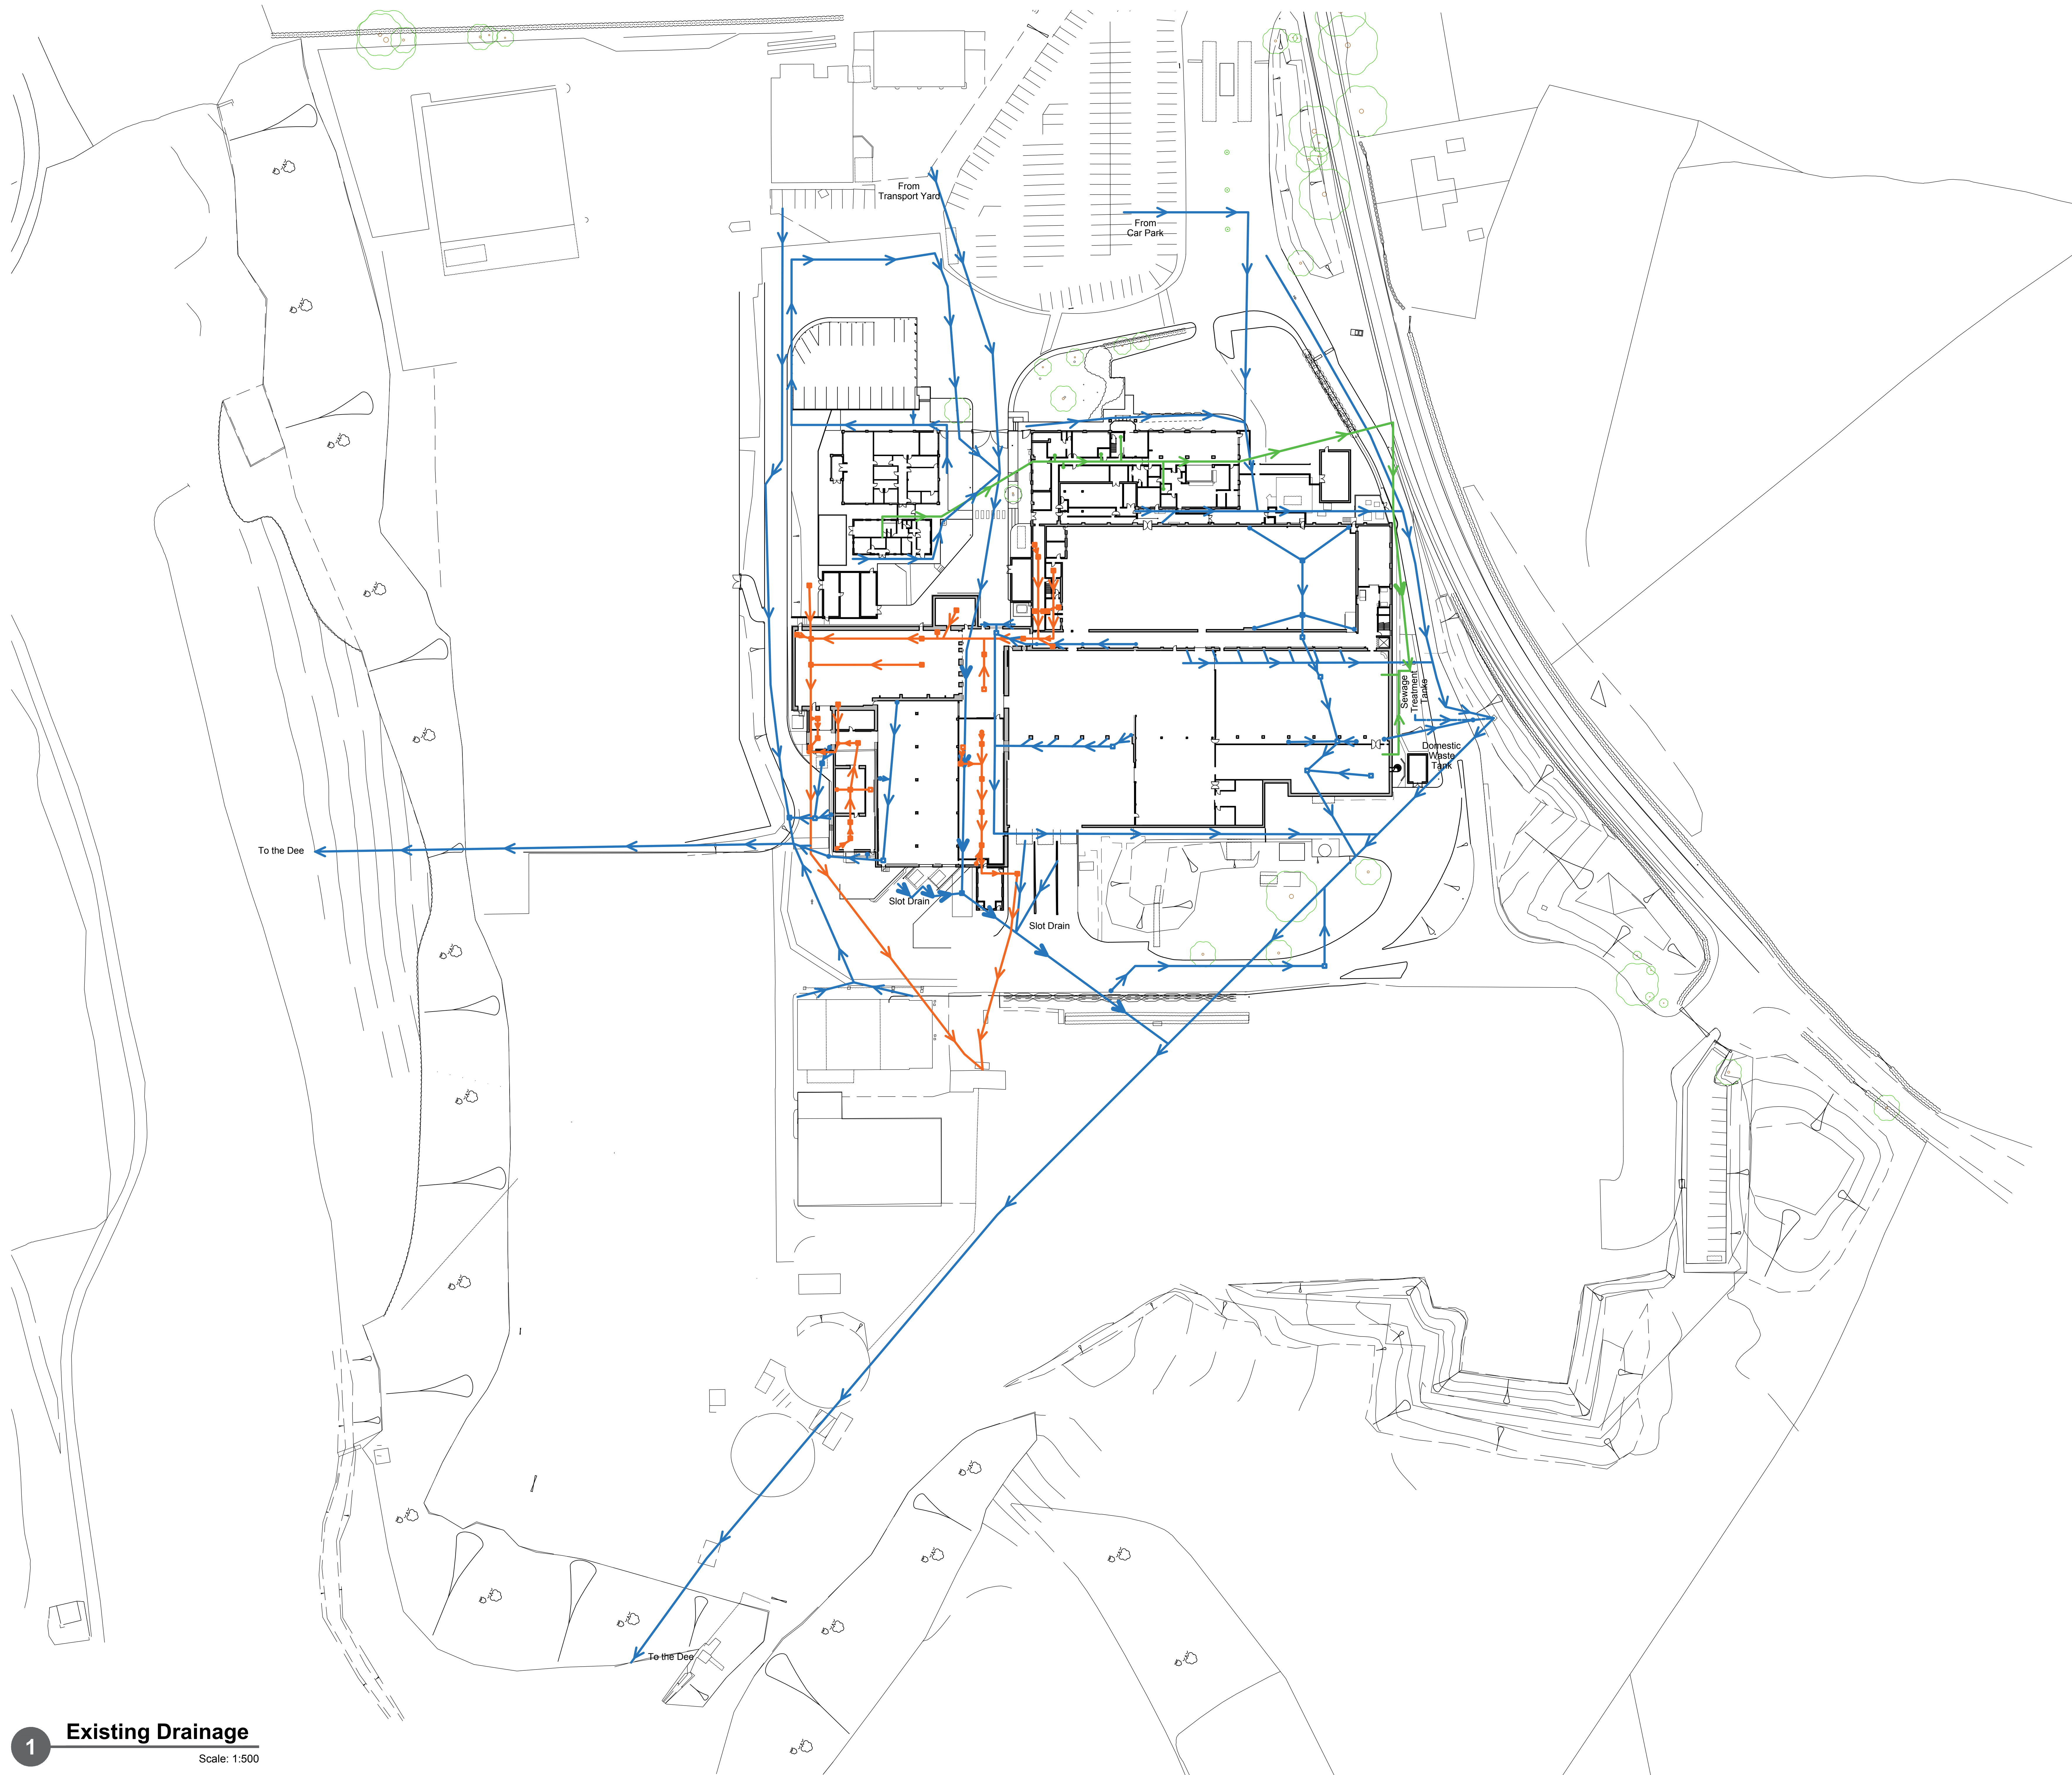 From
Transport Yard
From
Car Park
Sewage
Treatment
Tanks
Domestic
Waste
Tank
To the Dee
Slot Drain
Slot Drain
To the Dee
1
Existing Drainage
Scale: 1:500